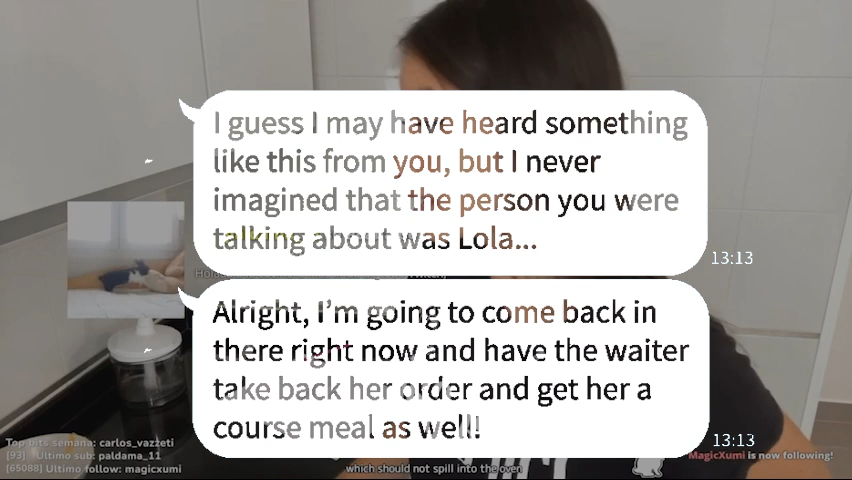 I guess I may have heard something
like this from you, but I never
imagined that the person you were
talking about was Lola...
13:13
Alright, I'm going to come back in
there right now and have the waiter
take back her order and get her a
course meal as well!
13:13
Top bits semana: carlos_vazzeti
[93] Ultimo sub: paldama_11
[65088] Ultimo follow: magicxumi
MagicXumi is now following!
which should not spill into the oven